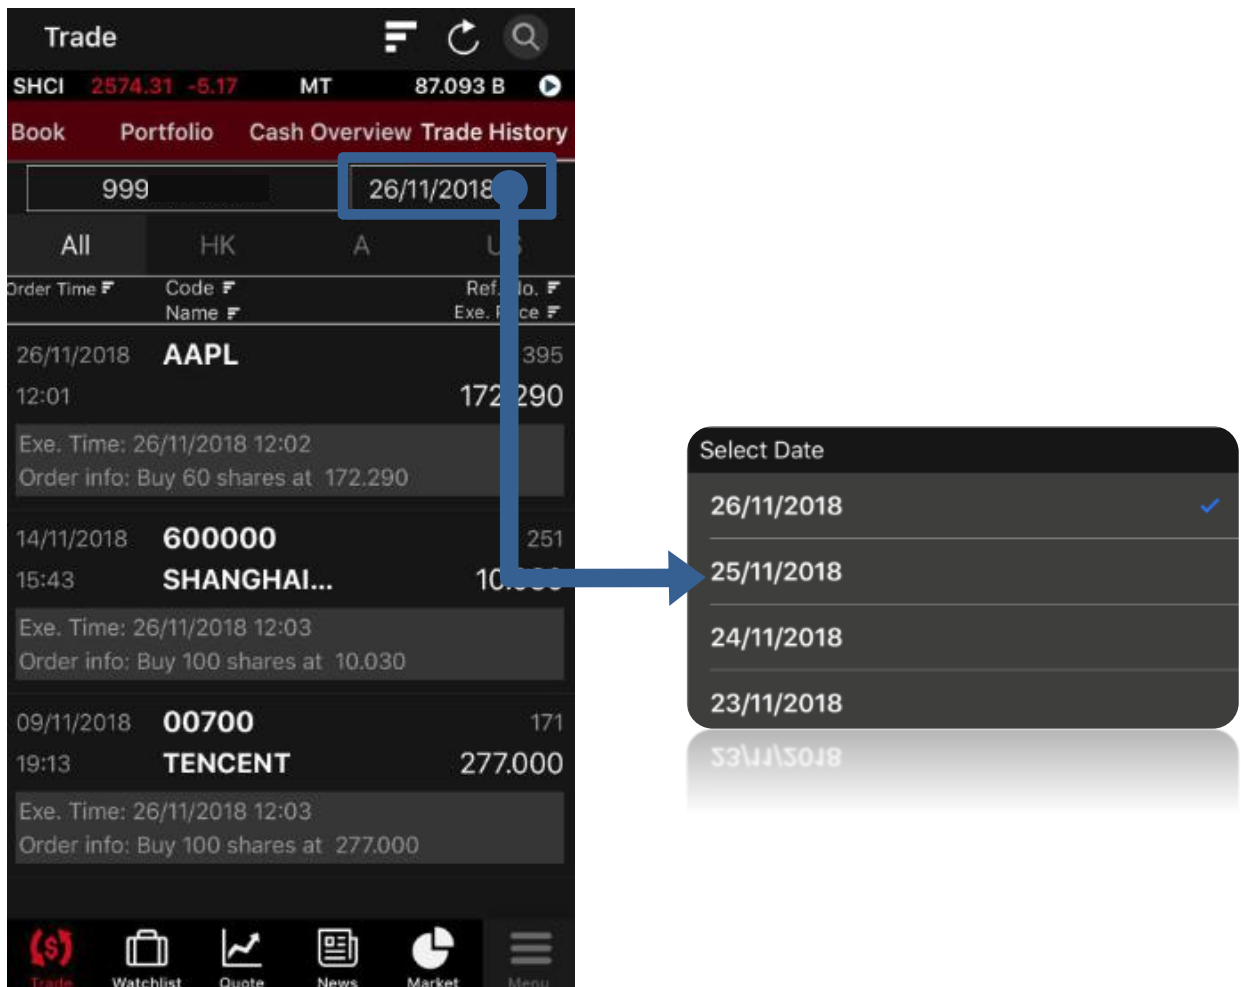 Trade
SHCI 2574.31 -5.17 MT 87.093 B
Book Portfolio Cash Overview Trade History
999 26/11/2018
All HK A US
Order Time Code Ref. No.
Name Exe. Price
26/11/2018 AAPL 395
12:01 172.290
Exe. Time: 26/11/2018 12:02
Order info: Buy 60 shares at 172.290
14/11/2018 600000 251
15:43 SHANGHAI...
Exe. Time: 26/11/2018 12:03
Order info: Buy 100 shares at 10.030
09/11/2018 00700 171
19:13 TENCENT 277.000
Exe. Time: 26/11/2018 12:03
Order info: Buy 100 shares at 277.000
Trade Watchlist Quote News Market Menu
Select Date
26/11/2018
25/11/2018
24/11/2018
23/11/2018